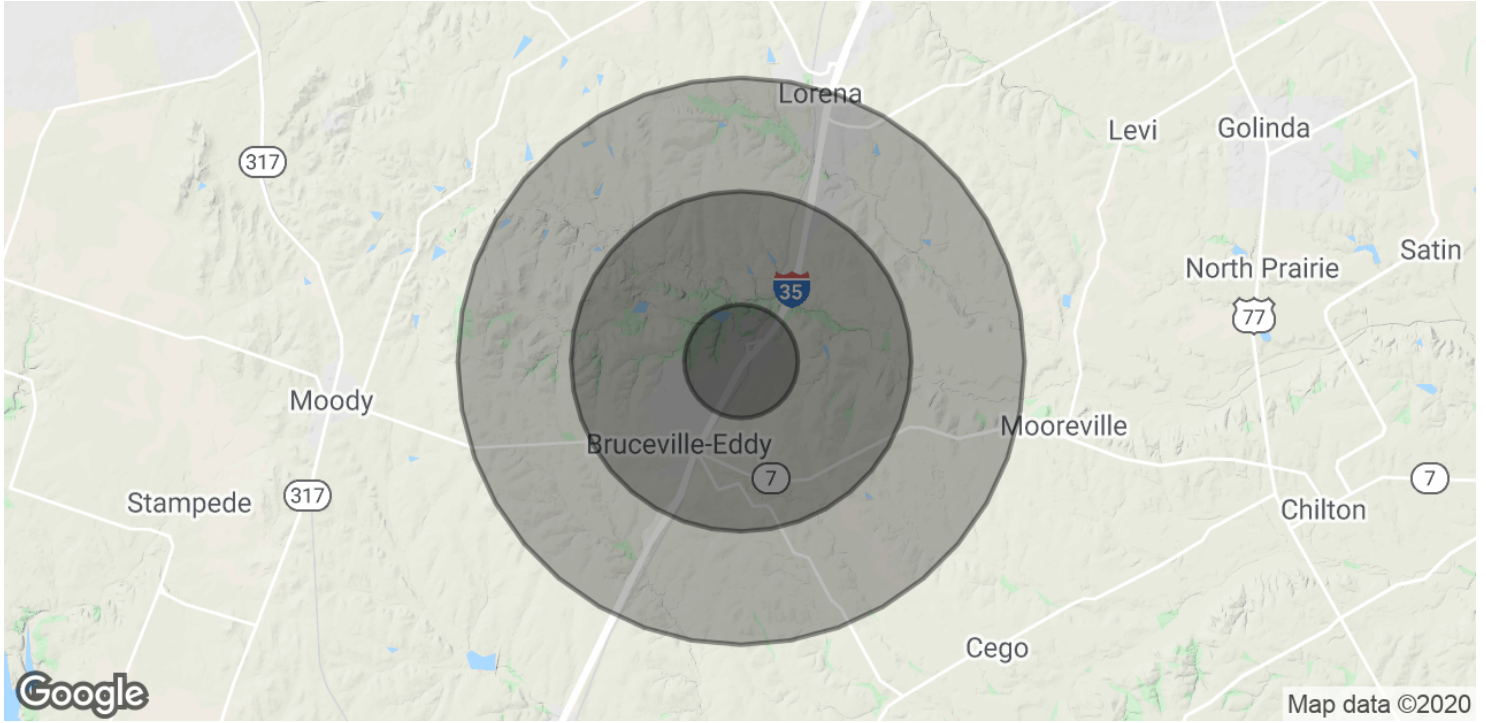 Lorena
Levi
Golinda
317
Satin
North Prairie
35
77
Moody
Mooreville
Bruceville-Eddy
7
7
317
Stampede
Chilton
Cego
Google
Map data ©2020